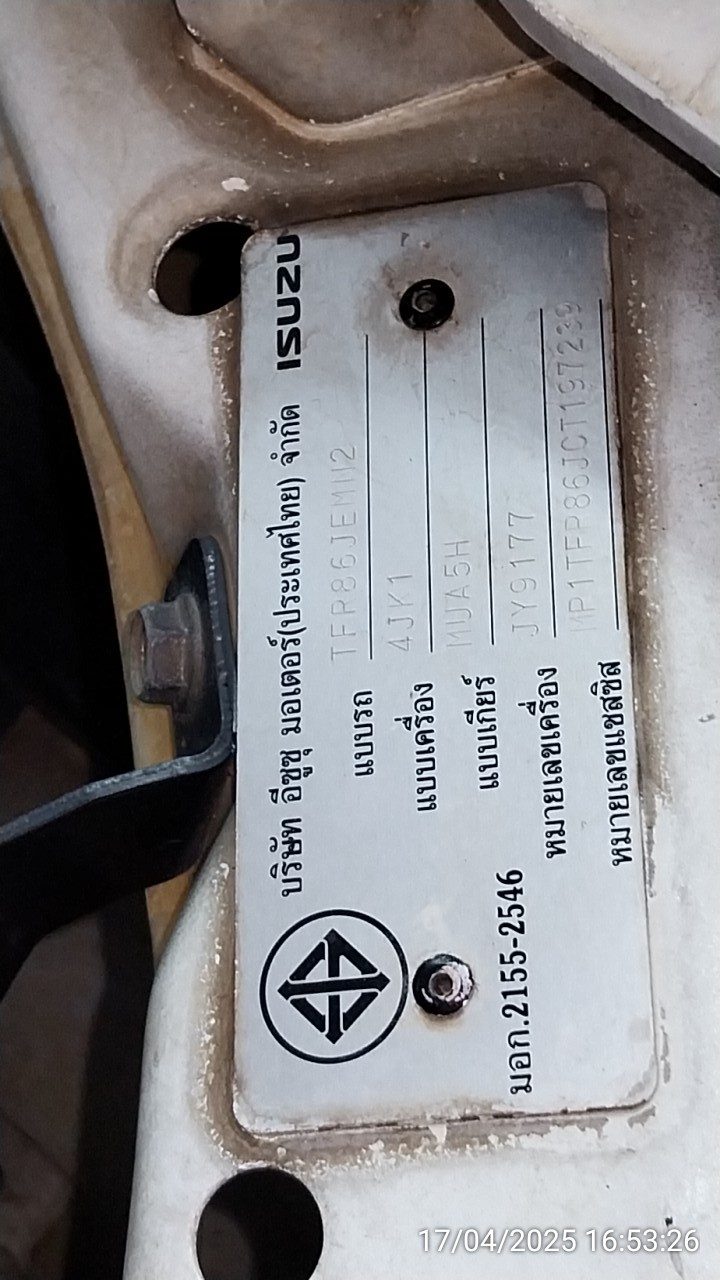 บริษัท อีซูซุ มอเตอร์(ประเทศไทย) จำกัด ISUZU
แบบรถ TFR86JEMU2
แบบเครื่อง 4JK1
แบบเกียร์ MUA5H
หมายเลขเครื่อง JY9177
หมายเลขแชสซิส MP1TFR86JCT197239
มอก.2155-2546
17/04/2025 16:53:26